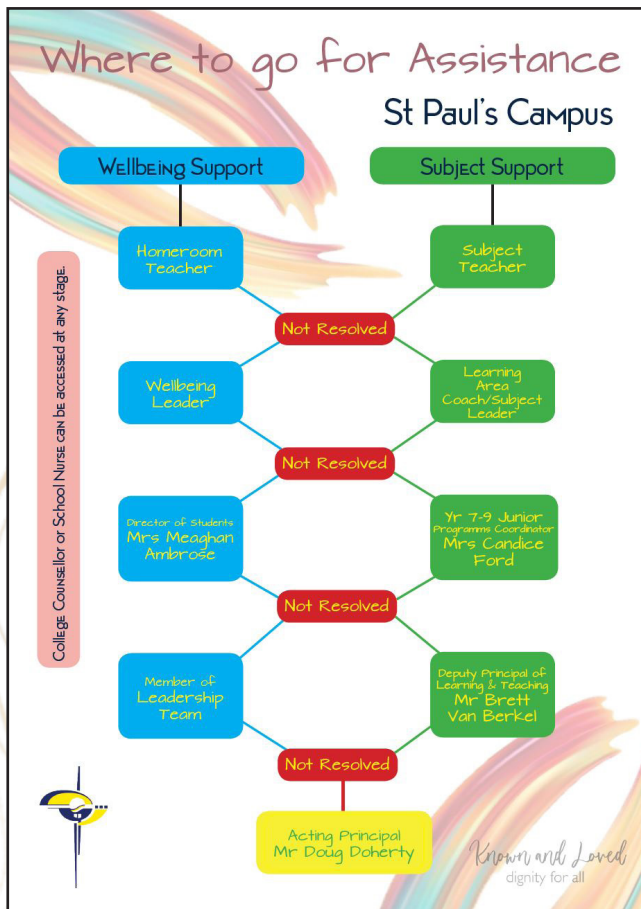 Where to go for Assistance
St Paul's Campus
Wellbeing Support
Subject Support
College Counsellor or School Nurse can be accessed at any stage.
Homeroom
Teacher
Subject
Teacher
Not Resolved
Wellbeing
Leader
Learning
Area
Coach/Subject
Leader
Not Resolved
Director of Students
Mrs Meaghan
Ambrose
Yr 7-9 Junior
Programs Coordinator
Mrs Candice
Ford
Not Resolved
Member of
Leadership
Team
Deputy Principal of
Learning & Teaching
Mr Brett
Van Berkel
Not Resolved
Acting Principal
Mr Doug Doherty
Known and Loved
dignity for all